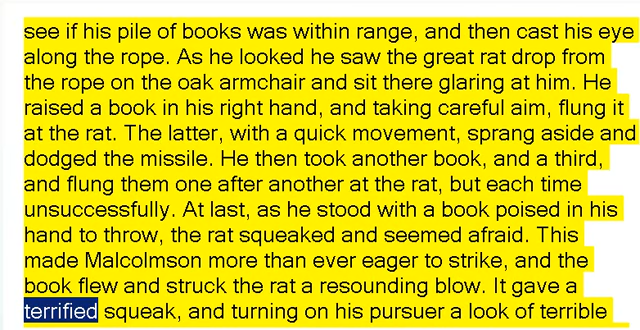 see if his pile of books was within range, and then cast his eye
along the rope. As he looked he saw the great rat drop from
the rope on the oak armchair and sit there glaring at him. He
raised a book in his right hand, and taking careful aim, flung it
at the rat. The latter, with a quick movement, sprang aside and
dodged the missile. He then took another book, and a third,
and flung them one after another at the rat, but each time
unsuccessfully. At last, as he stood with a book poised in his
hand to throw, the rat squeaked and seemed afraid. This
made Malcolmson more than ever eager to strike, and the
book flew and struck the rat a resounding blow. It gave a
terrified squeak, and turning on his pursuer a look of terrible